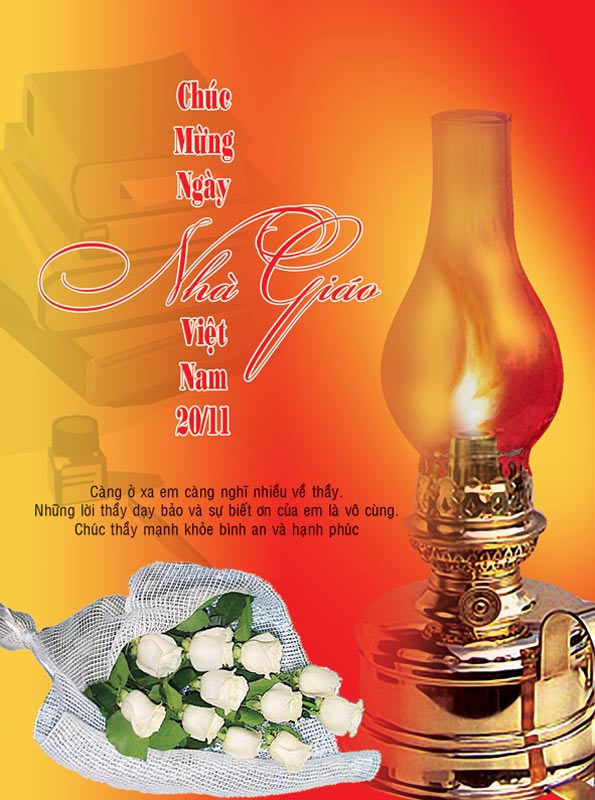 Chúc
Mừng
Ngày
Nhà Giáo
Việt
Nam
20/11
Càng ở xa em càng nghĩ nhiều về thầy.
Những lời thầy dạy bảo và sự biết ơn của em là vô cùng.
Chúc thầy mạnh khỏe bình an và hạnh phúc